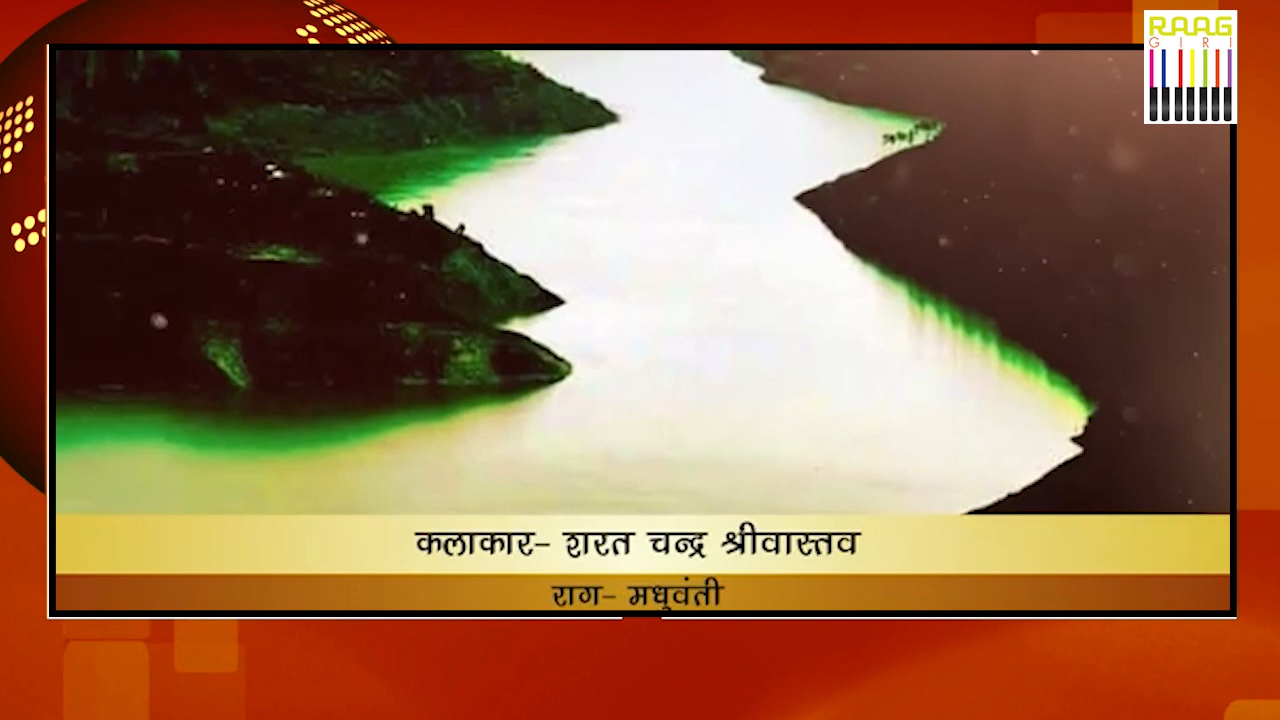 RAAG
GIRI
कलाकार- शरत चन्द्र श्रीवास्तव
राग- मधुवंती